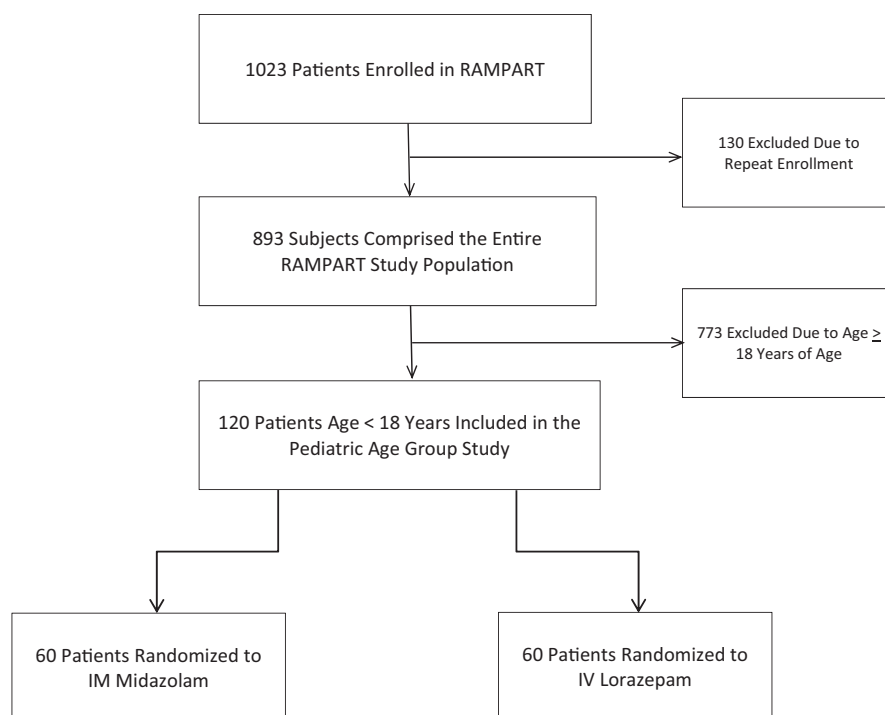 1023 Patients Enrolled in RAMPART
130 Excluded Due to
Repeat Enrollment
893 Subjects Comprised the Entire
RAMPART Study Population
773 Excluded Due to Age ≥
18 Years of Age
120 Patients Age < 18 Years Included in the
Pediatric Age Group Study
60 Patients Randomized to
IM Midazolam
60 Patients Randomized to
IV Lorazepam